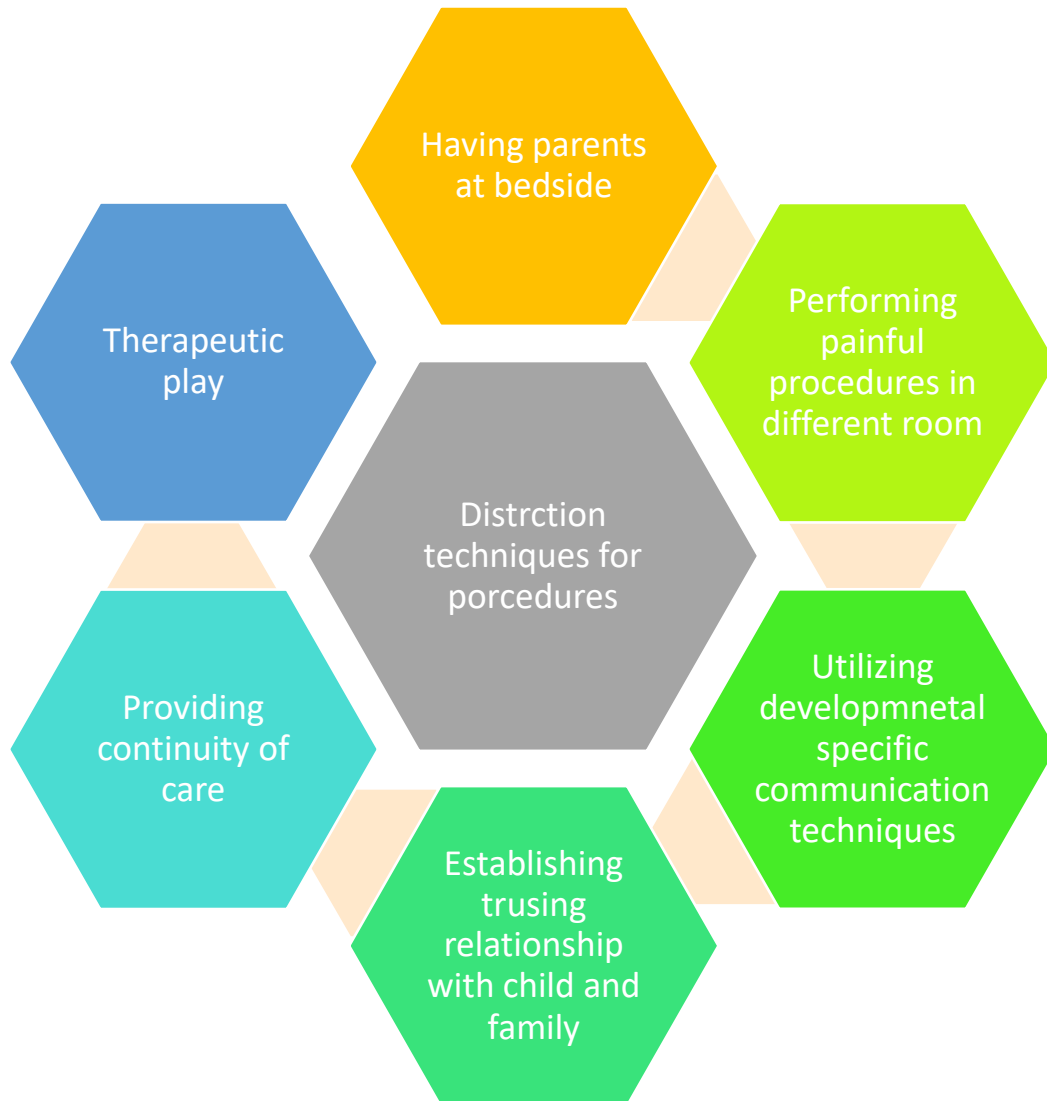 Having parents
at bedside
Performing
painful
procedures in
different room
Therapeutic
play
Distrction
techniques for
porcedures
Utilizing
developmnetal
specific
communication
techniques
Providing
continuity of
care
Establishing
trusing
relationship
with child and
family